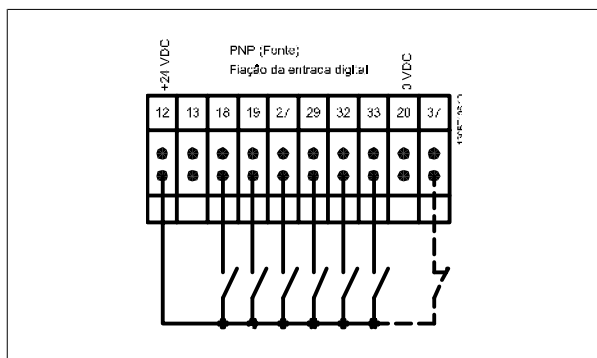 PNP (Fonte)
Fiação da entrada digital
+24 VDC
0 VDC
12 13 18 19 27 29 32 33 20 37